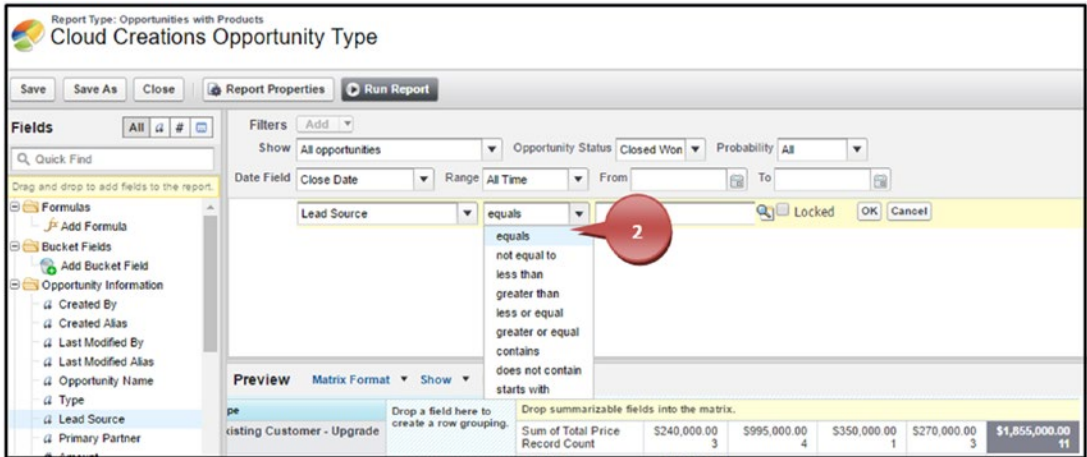 Report Type: Opportunities with Products
Cloud Creations Opportunity Type
Save Save As Close Report Properties Run Report
Fields All a #
Quick Find
Drag and drop to add fields to the report.
Formulas
fx Add Formula
Bucket Fields
Add Bucket Field
Opportunity Information
a Created By
a Created Alias
a Last Modified By
a Last Modified Alias
a Opportunity Name
a Type
a Lead Source
a Primary Partner
Filters Add
Show All opportunities Opportunity Status Closed Won Probability All
Date Field Close Date Range All Time From To
Lead Source equals Locked OK Cancel
equals
not equal to
less than
greater than
less or equal
greater or equal
contains
does not contain
starts with
2
Preview Matrix Format Show
Drop a field here to
create a row grouping.
Drop summarizable fields into the matrix.
Customer - Upgrade
Sum of Total Price $240,000.00 $995,000.00 $350,000.00 $270,000.00 $1,855,000.00
Record Count 3 4 1 3 11